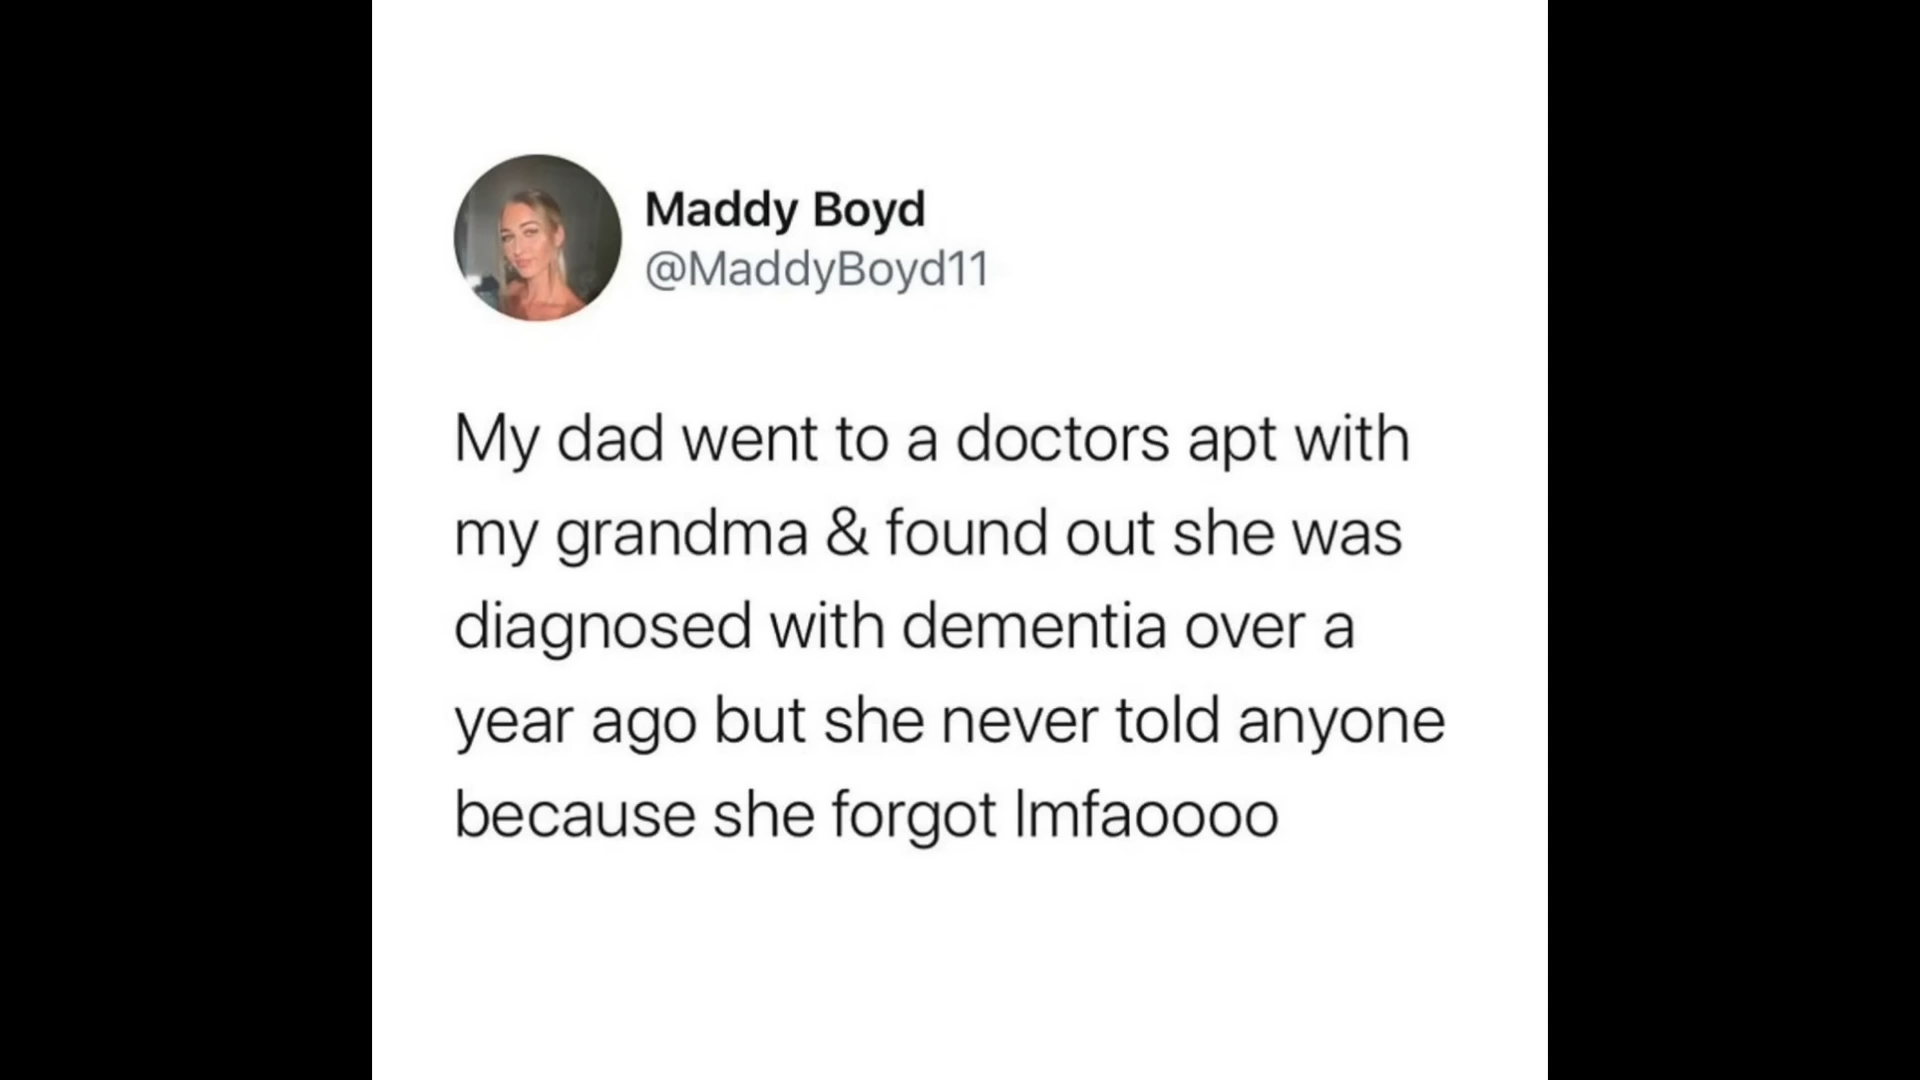 Maddy Boyd
@MaddyBoyd11
My dad went to a doctors apt with
my grandma & found out she was
diagnosed with dementia over a
year ago but she never told anyone
because she forgot lmfaoooo